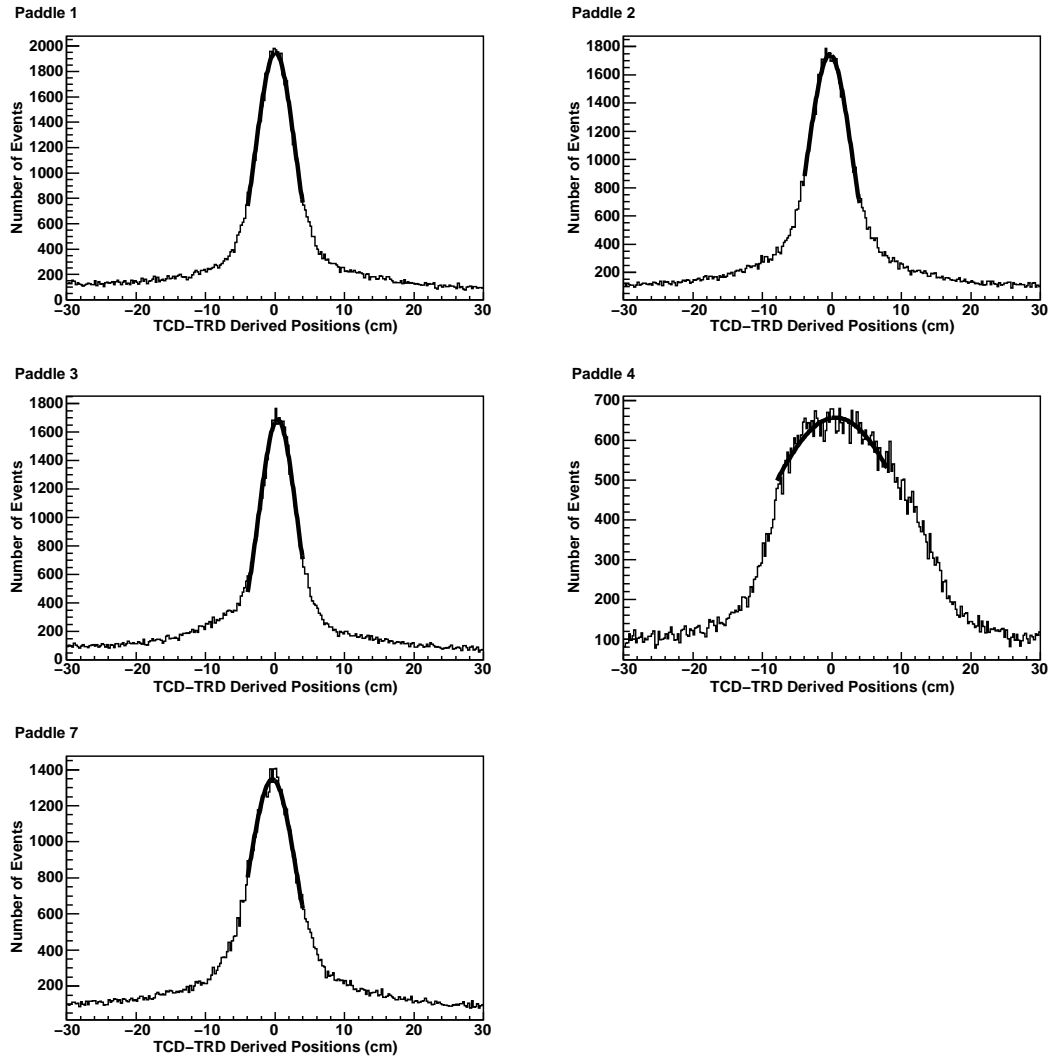 Paddle 1
Number of Events
2000
1800
1600
1400
1200
1000
800
600
400
200
0
−30 −20 −10 0 10 20 30
TCD−TRD Derived Positions (cm)
Paddle 2
Number of Events
1800
1600
1400
1200
1000
800
600
400
200
−30 −20 −10 0 10 20 30
TCD−TRD Derived Positions (cm)
Paddle 3
Number of Events
1800
1600
1400
1200
1000
800
600
400
200
0
−30 −20 −10 0 10 20 30
TCD−TRD Derived Positions (cm)
Paddle 4
Number of Events
700
600
500
400
300
200
100
−30 −20 −10 0 10 20 30
TCD−TRD Derived Positions (cm)
Paddle 7
Number of Events
1400
1200
1000
800
600
400
200
−30 −20 −10 0 10 20 30
TCD−TRD Derived Positions (cm)